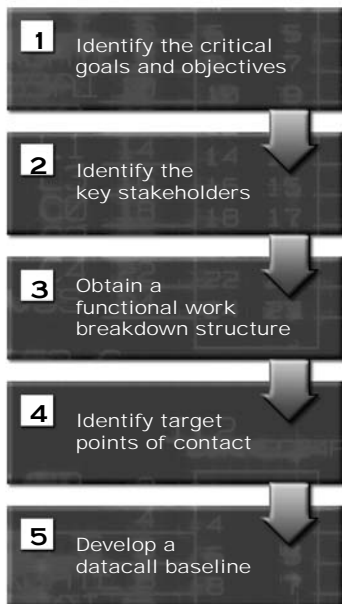 1
Identify the critical
goals and objectives
2
Identify the
key stakeholders
3
Obtain a
functional work
breakdown structure
4
Identify target
points of contact
5
Develop a
datacall baseline